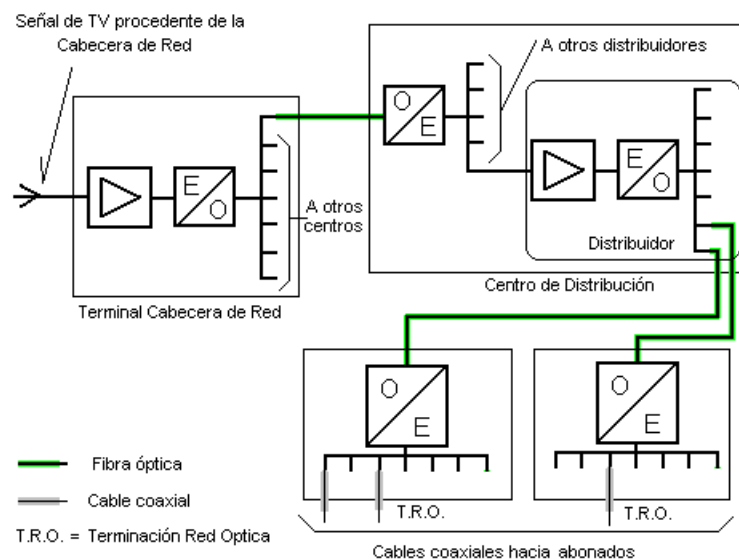 Señal de TV procedente de la
Cabecera de Red
A otros distribuidores
O
E
E
O
E
O
A otros
centros
Distribuidor
Centro de Distribución
Terminal Cabecera de Red
O
E
O
E
Fibra óptica
Cable coaxial
T.R.O.
T.R.O.
T.R.O. = Terminación Red Optica
Cables coaxiales hacia abonados